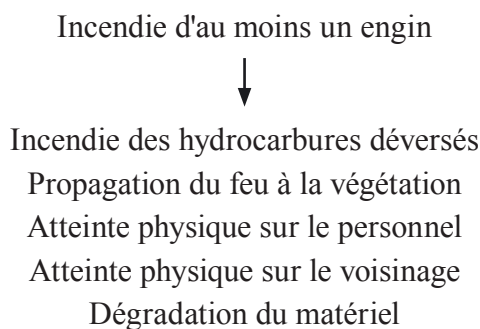 Incendie d'au moins un engin
Incendie des hydrocarbures déversés
Propagation du feu à la végétation
Atteinte physique sur le personnel
Atteinte physique sur le voisinage
Dégradation du matériel